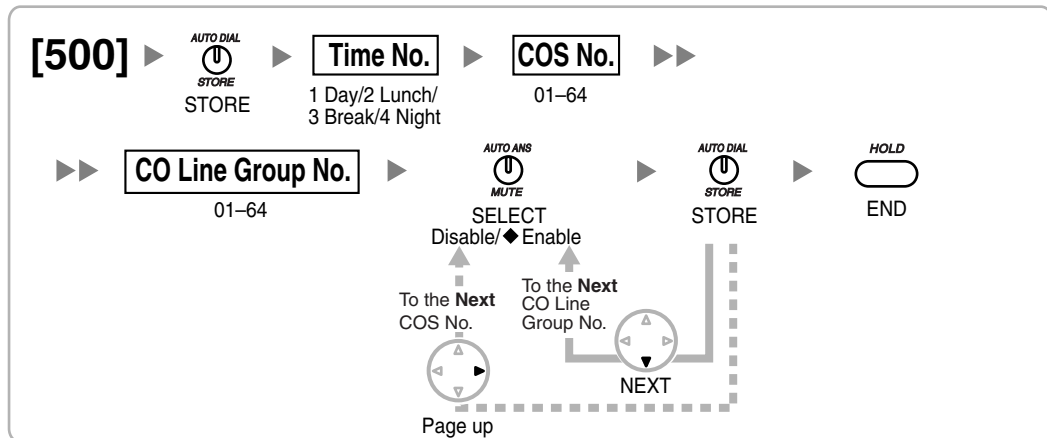 [500]
AUTO DIAL
STORE
STORE
Time No.
1 Day/2 Lunch/
3 Break/4 Night
COS No.
01–64
CO Line Group No.
01–64
AUTO ANS
MUTE
SELECT
Disable/◆Enable
AUTO DIAL
STORE
STORE
HOLD
END
To the Next
COS No.
To the Next
CO Line
Group No.
NEXT
Page up